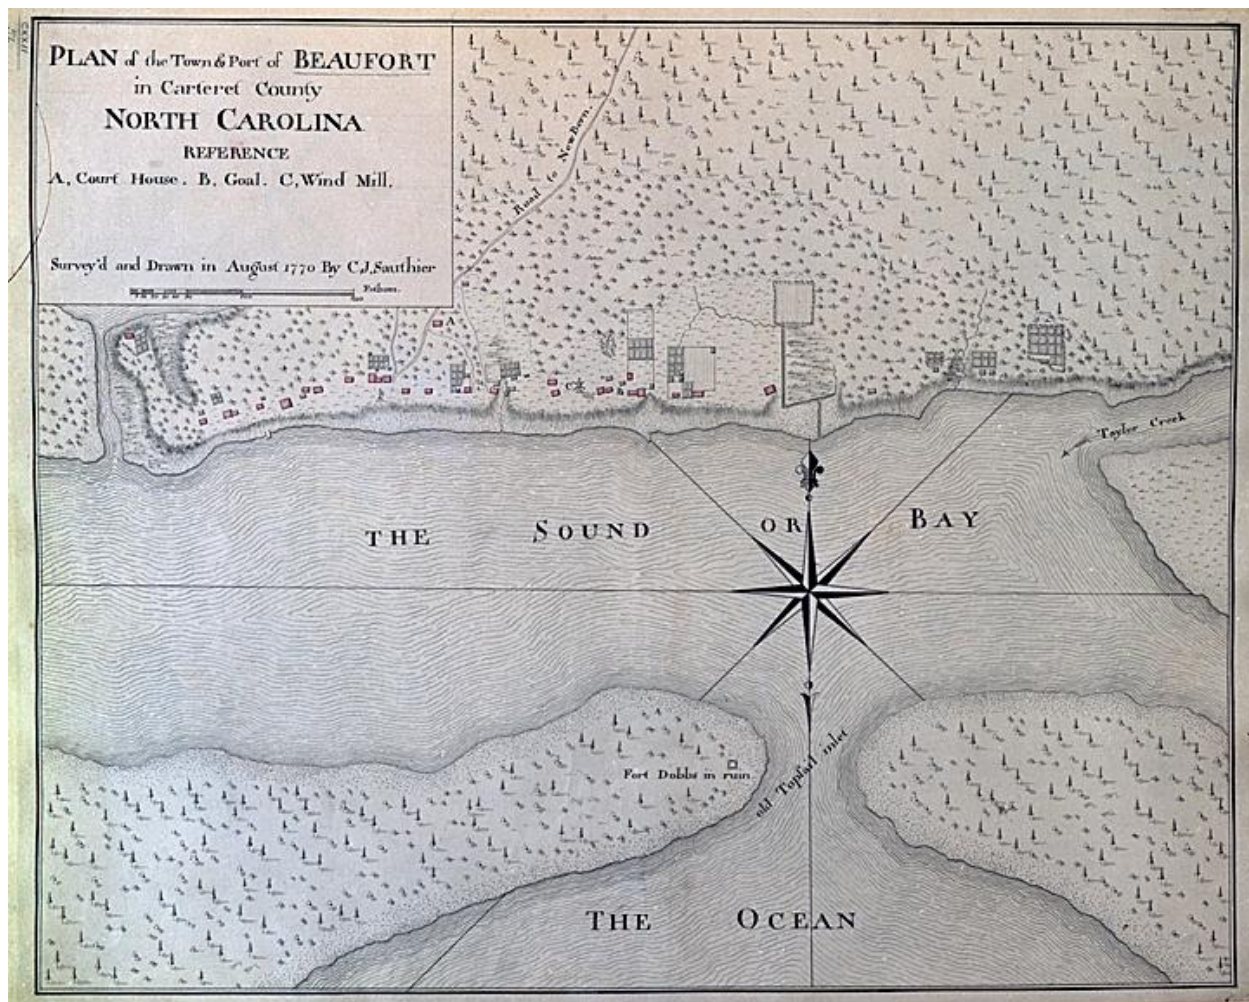 PLAN of the Town & Port of BEAUFORT
in Carteret County
NORTH CAROLINA
REFERENCE
A, Court House. B, Goal. C, Wind Mill.
Survey'd and Drawn in August 1770 By C.J. Sauthier
Fathoms.
Road to NewBern.
A
C
Taylor Creek
THE SOUND OR BAY
Fort Dobbs in ruin.
old Topsail inlet
THE OCEAN